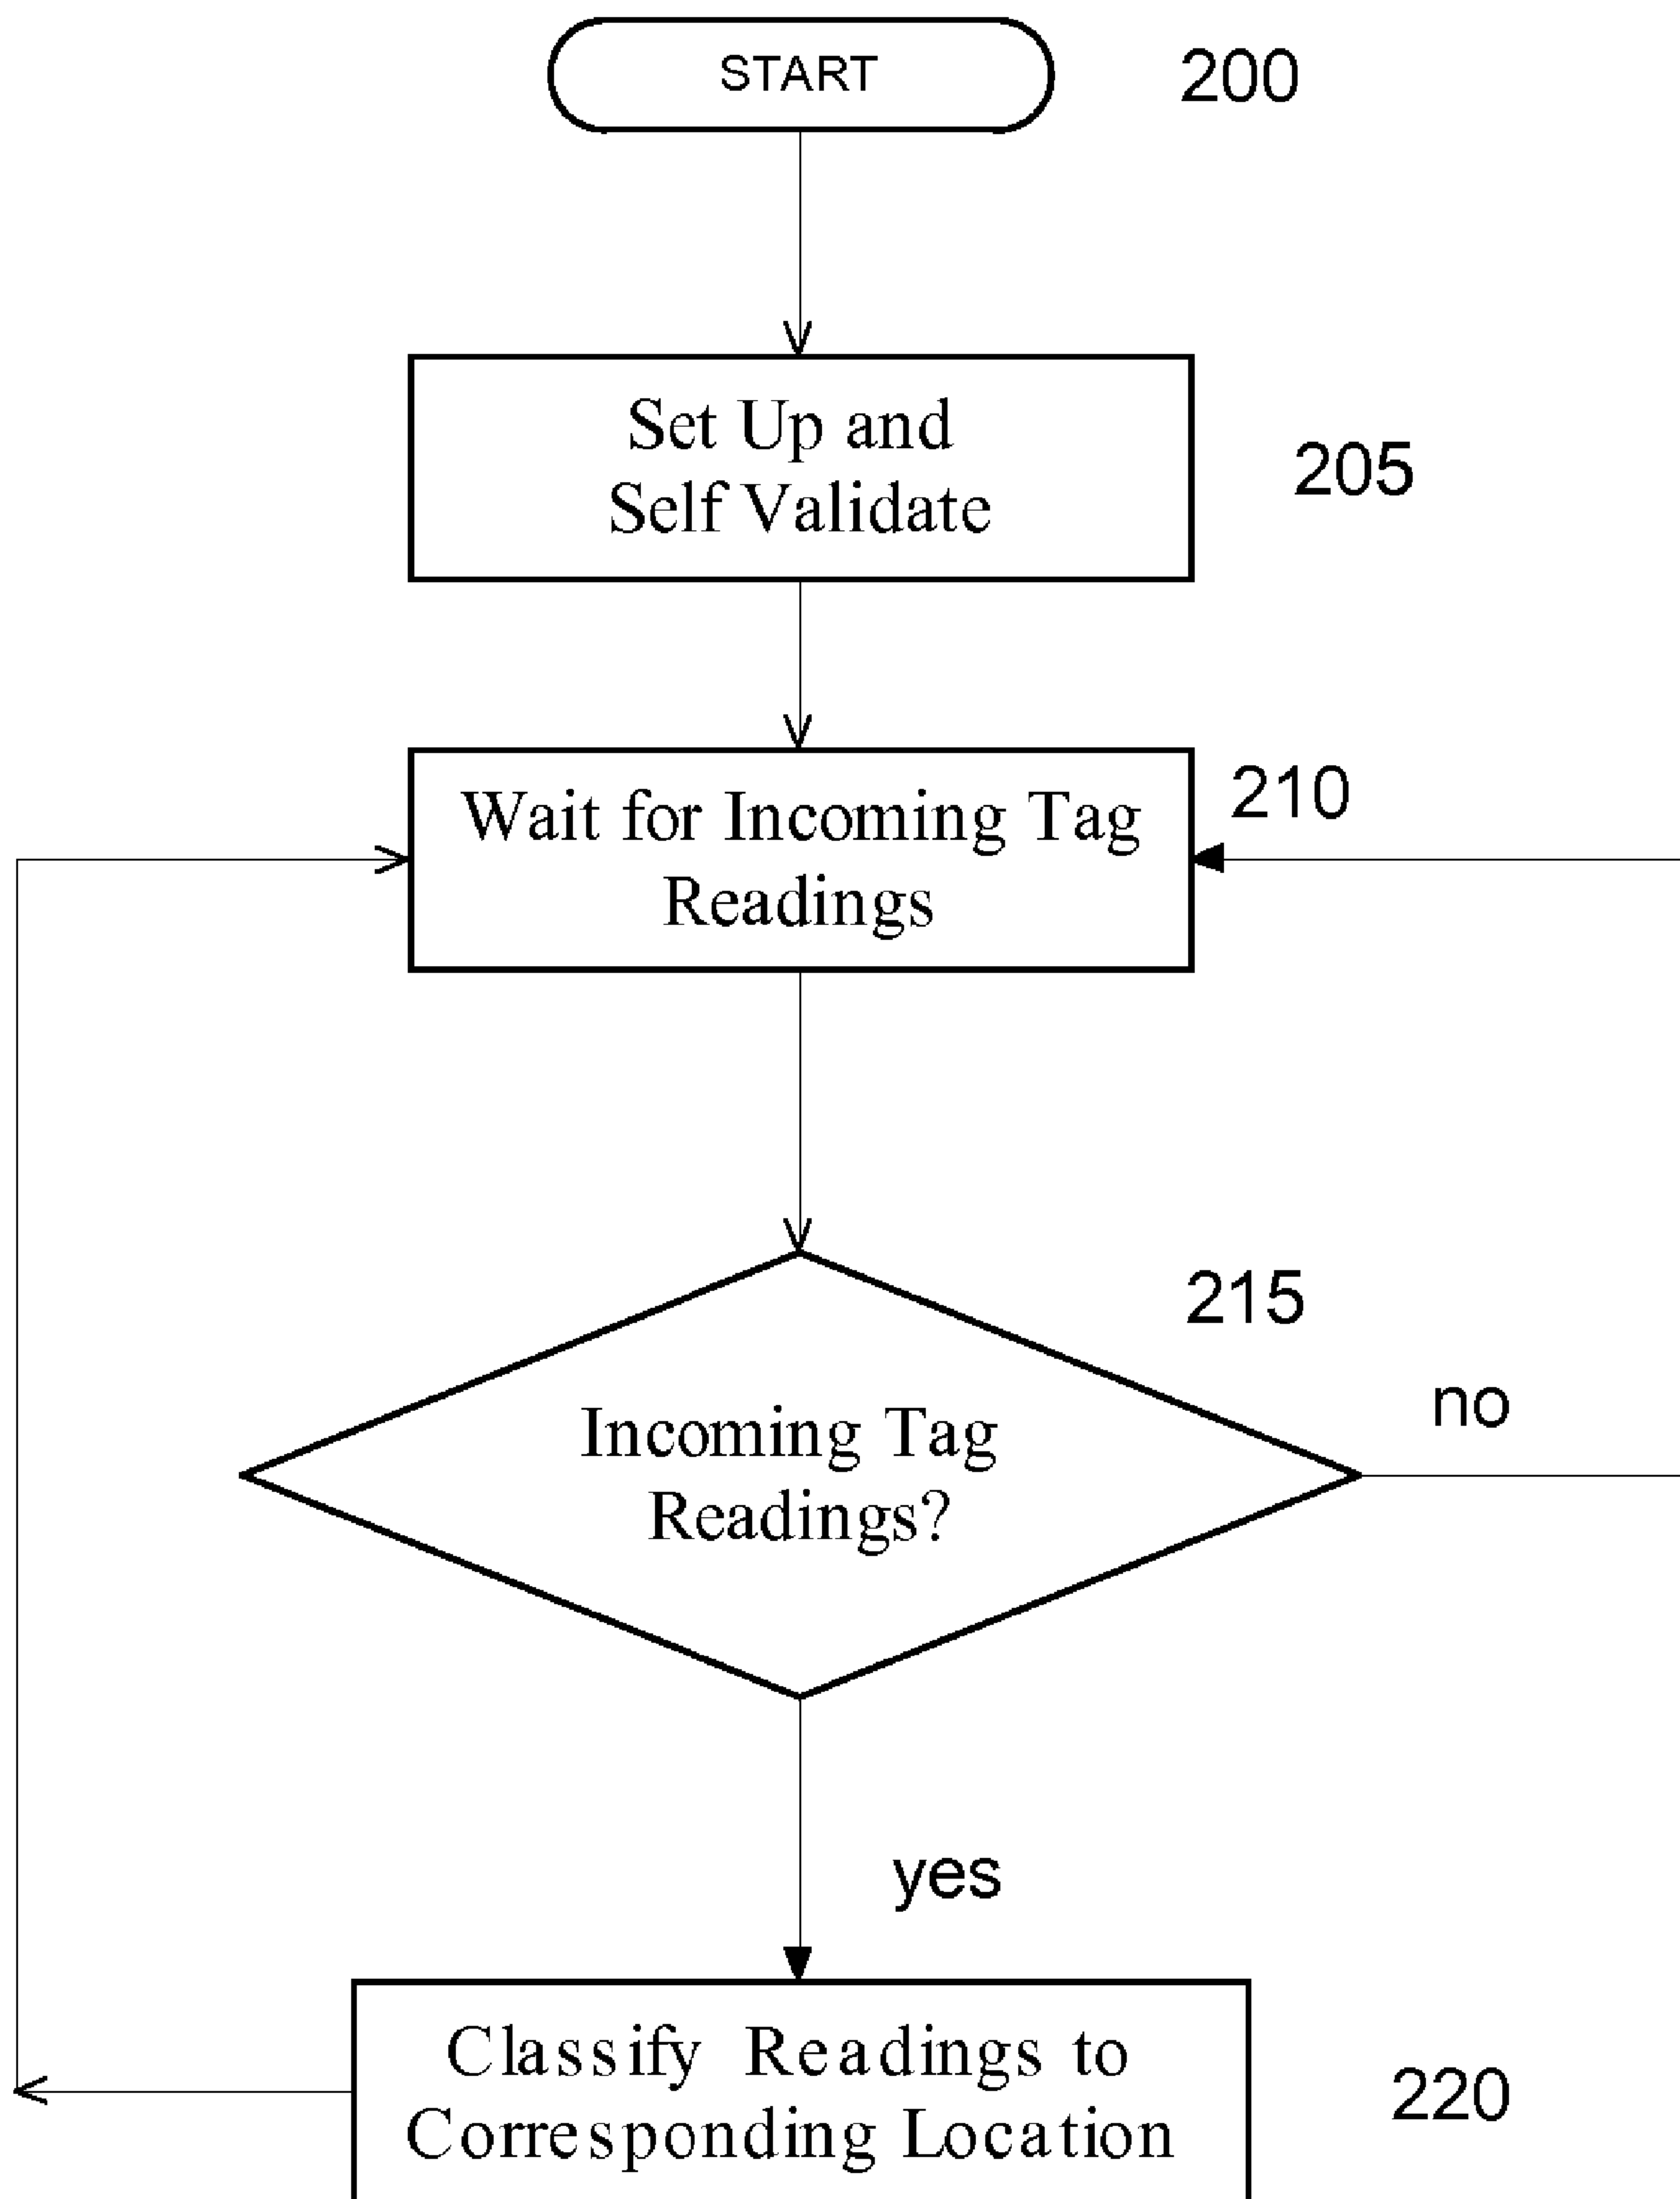 START
200
Set Up and
Self Validate
205
210
Wait for Incoming Tag
Readings
215
no
Incoming Tag
Readings?
yes
Classify Readings to
Corresponding Location
220